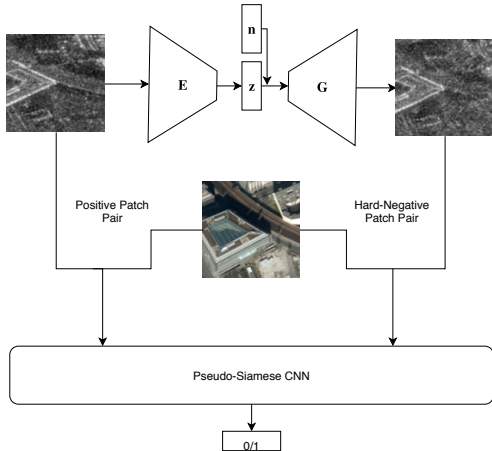 n
E
z
G
Positive Patch
Pair
Hard-Negative
Patch Pair
Pseudo-Siamese CNN
0/1